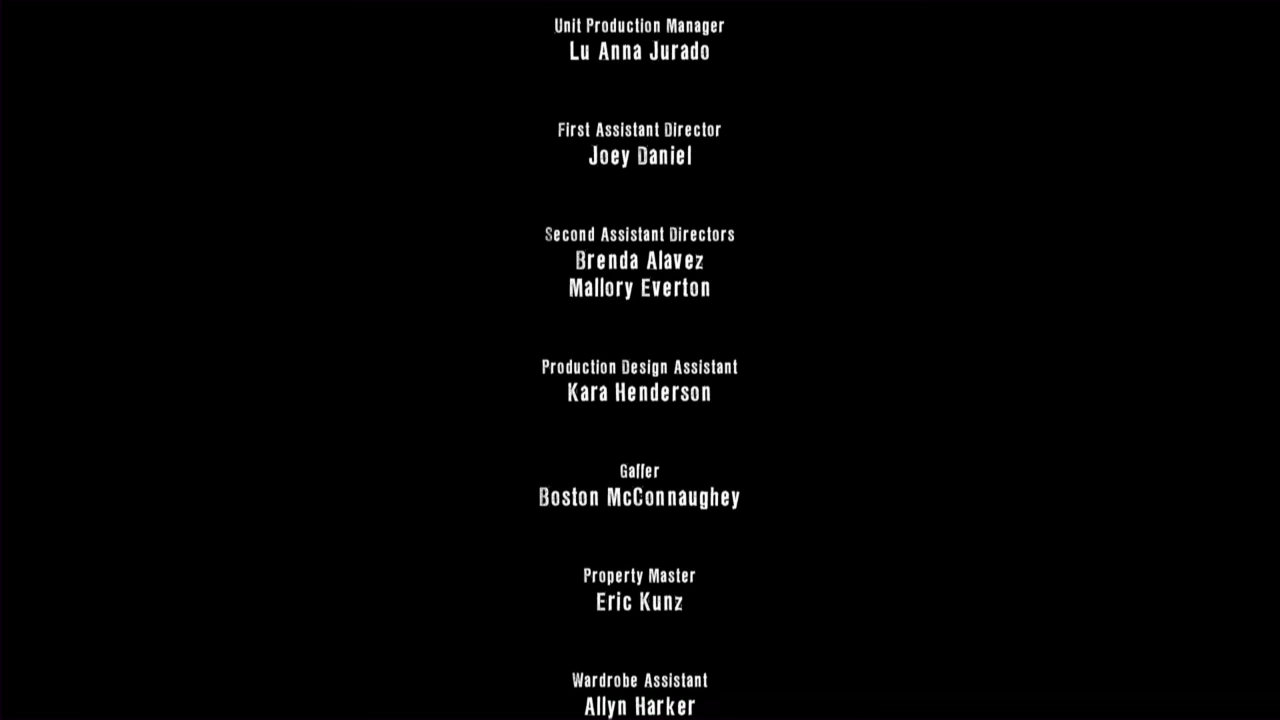 Unit Production Manager
Lu Anna Jurado
First Assistant Director
Joey Daniel
Second Assistant Directors
Brenda Alavez
Mallory Everton
Production Design Assistant
Kara Henderson
Gaffer
Boston McConnaughey
Property Master
Eric Kunz
Wardrobe Assistant
Allyn Harker